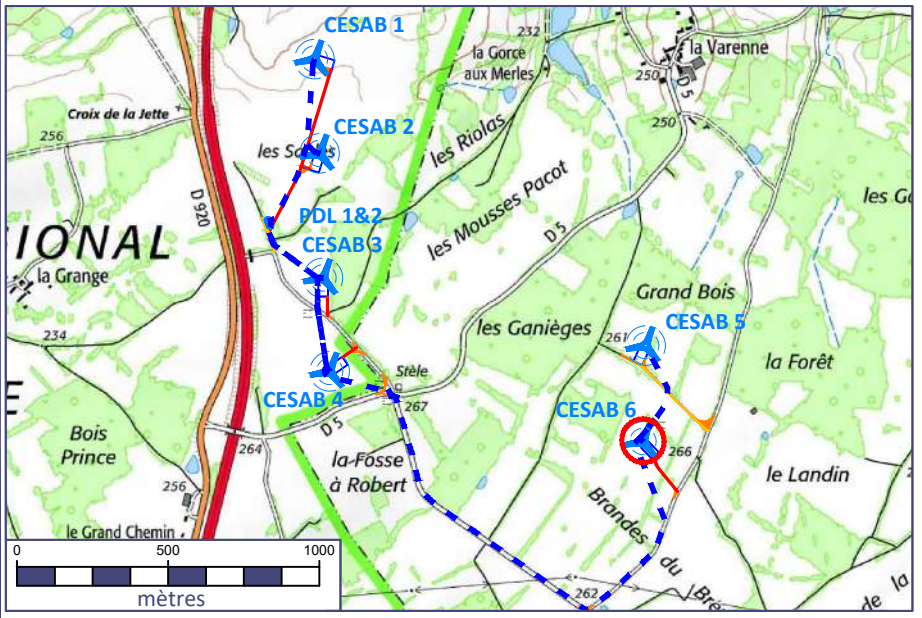 CESAB 1
232
la Varenne
la Gorce
aux Merles
250
D 5
Croix de la Jette
CESAB 2
250
256
les Riolas
D 920
les Mousses Pacot
PDL 1&2
D 5
IONAL
CESAB 3
la Grange
Grand Bois
234
les Ganièges
261
CESAB 5
la Forêt
Stèle
CESAB 4
267
CESAB 6
D 5
Bois
Prince
264
266
la-Fosse
à Robert
le Landin
256
Brandes du
le Grand Chemin
0
500
1000
mètres
262
de la